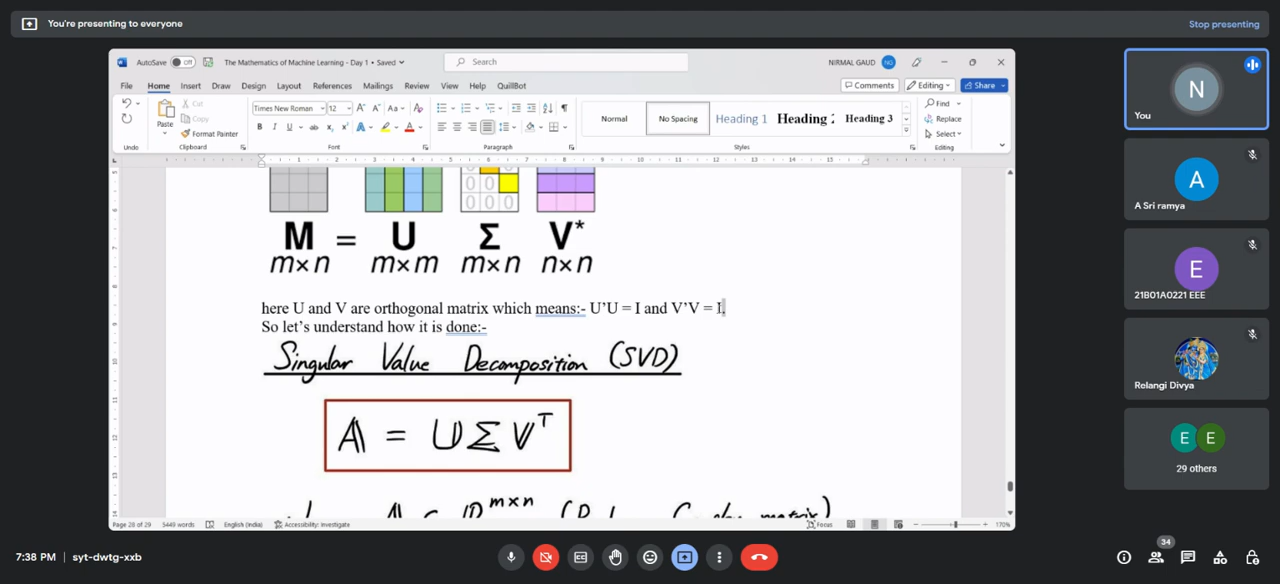 You're presenting to everyone
Stop presenting
AutoSave Off
The Mathematics of Machine Learning - Day 1 • Saved
Search
NIRMAL GAUD NG
File Home Insert Draw Design Layout References Mailings Review View Help QuillBot
Comments Editing Share
Paste
Cut
Copy
Format Painter
Times New Roman 12
Normal
No Spacing
Heading 1
Heading 2
Heading 3
Find
Replace
Select
Undo Clipboard Font Paragraph Styles Editing
0 0
0 0 0
M = U Σ V*
m×n m×m m×n n×n
here U and V are orthogonal matrix which means:- U’U = I and V’V = I.
So let’s understand how it is done:-
Singular Value Decomposition (SVD)
A = U Σ V^T
Page 28 of 29 5449 words English (India) Accessibility: Investigate
Focus
170%
N
You
A
A Sri ramya
E
21B01A0221 EEE
Relangi Divya
E E
29 others
7:38 PM | syt-dwtg-xxb
34